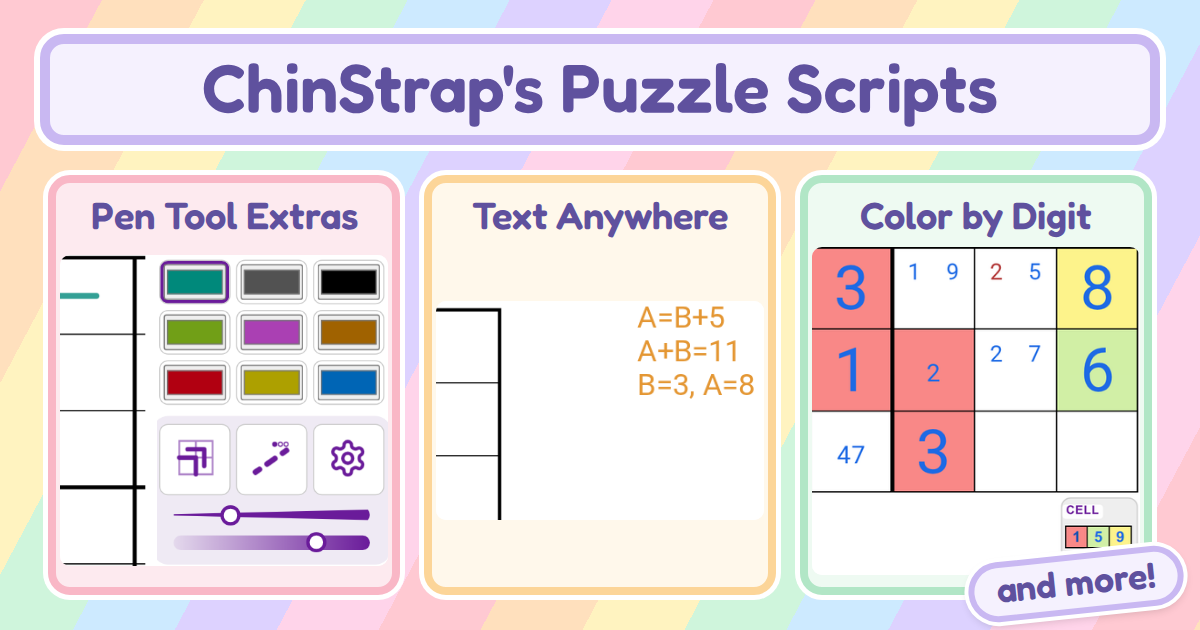 ChinStrap's Puzzle Scripts
Pen Tool Extras
Text Anywhere
A=B+5
A+B=11
B=3, A=8
Color by Digit
3 1 9 2 5 8
1 2 2 7 6
47 3
CELL
1 5 9
and more!